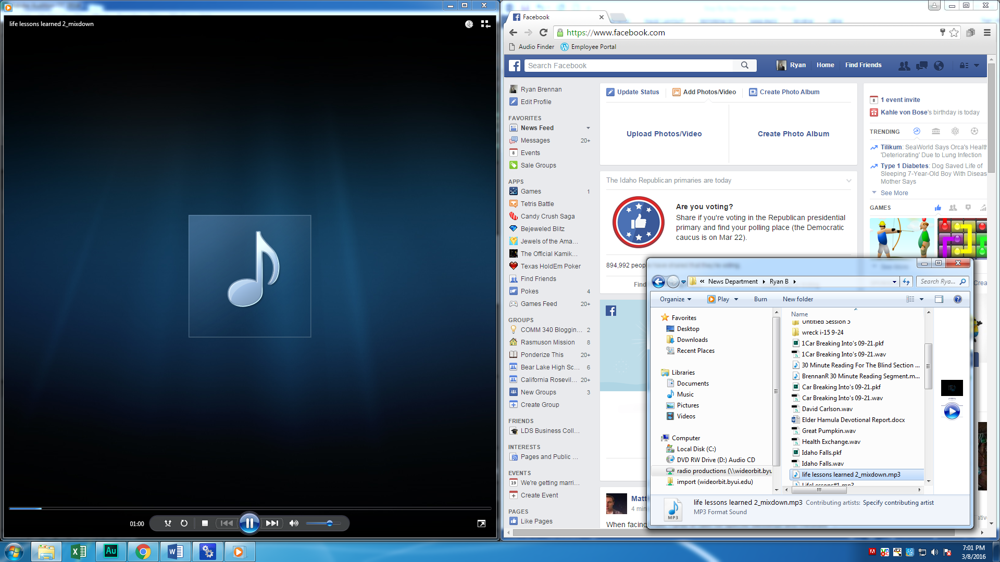 life lessons learned 2_mixdown
01:00
Facebook
https://www.facebook.com
Audio Finder
Employee Portal
Search Facebook
Ryan
Home
Find Friends
Ryan Brennan
Edit Profile
FAVORITES
News Feed
Messages 20+
8 Events
Sale Groups
APPS
Games 1
Tetris Battle
Candy Crush Saga
Bejeweled Blitz
Jewels of the Ama...
The Official Kamik...
Texas HoldEm Poker
Find Friends
Pokes 4
Games Feed 20+
GROUPS
COMM 340 Bloggin... 2
Rasmuson Mission 8
Ponderize This 20+
Bear Lake High Sc... 6
California Rosevil... 20+
New Groups 3
Create Group
FRIENDS
LDS Business Coll...
INTERESTS
Pages and Public ...
EVENTS
19 We're getting marri...
Create Event
PAGES
Like Pages
Update Status
Add Photos/Video
Create Photo Album
Upload Photos/Video
Create Photo Album
The Idaho Republican primaries are today
Are you voting?
Share if you're voting in the Republican presidential
primary and find your polling place (the Democratic
caucus is on Mar 22).
894,992 peop
Find
Matt
4 min
When facing
8 1 event invite
Kahle von Bose's birthday is today
TRENDING
Tilikum: SeaWorld Says Orca's Health
'Deteriorating' Due to Lung Infection
Type 1 Diabetes: Dog Saved Life of
Sleeping 7-Year-Old Boy With Diseas
Mother Says
See More
GAMES
« News Department
Ryan B
Search Rya...
Organize
Play
Burn
New folder
Favorites
Desktop
Downloads
Recent Places
Libraries
Documents
Music
Pictures
Videos
Computer
Local Disk (C:)
DVD RW Drive (D:) Audio CD
radio productions (\\wideorbit.byu
import (wideorbit.byui.edu)
Name
Untitled Session 5
wreck i-15 9-24
1Car Breaking Into's 09-21.pkf
1Car Breaking Into's 09-21.wav
30 Minute Reading For The Blind Section ...
BrennanR 30 Minute Reading Segment.m...
Car Breaking Into's 09-21.pkf
Car Breaking Into's 09-21.wav
David Carlson.wav
Elder Hamula Devotional Report.docx
Great Pumpkin.wav
Health Exchange.wav
Idaho Falls.pkf
Idaho Falls.wav
life lessons learned 2_mixdown.mp3
LifeLessons#1.mp3
MP3
life lessons learned 2_mixdown.mp3 Contributing artists: Specify contributing artist
MP3 Format Sound
Au
7:01 PM
3/8/2016